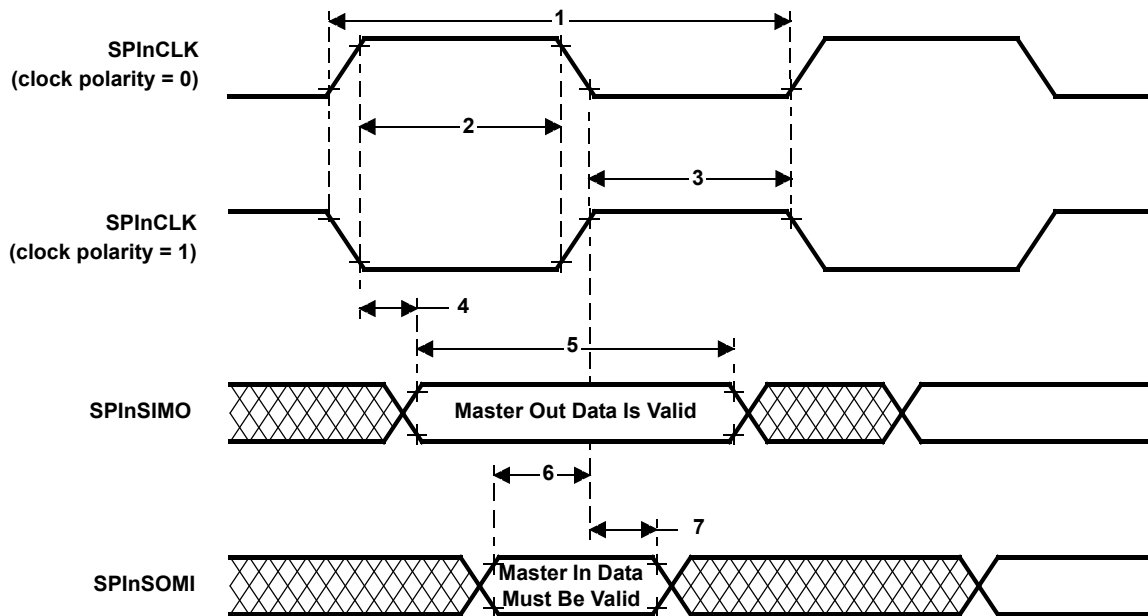 1
SPInCLK
(clock polarity = 0)
2
3
SPInCLK
(clock polarity = 1)
4
5
SPInSIMO
Master Out Data Is Valid
6
7
SPInSOMI
Master In Data
Must Be Valid